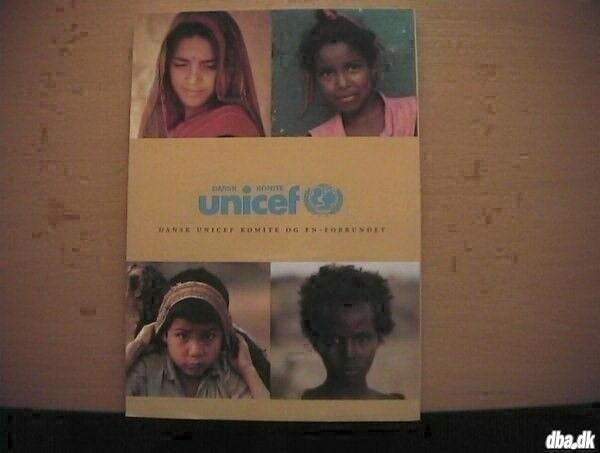 DANSK KOMITE
unicef
DANSK UNICEF KOMITE OG FN-FORBUNDET
dba.dk